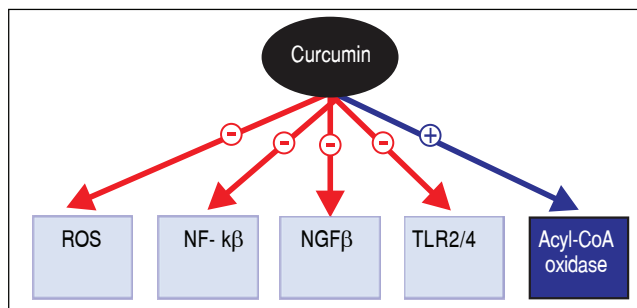 Curcumin
-
-
-
-
+
ROS
NF- kβ
NGFβ
TLR2/4
Acyl-CoA
oxidase